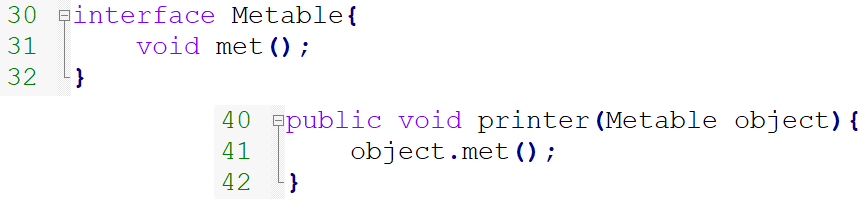 30 interface Metable{
31     void met();
32 }
40 public void printer(Metable object){
41     object.met();
42 }